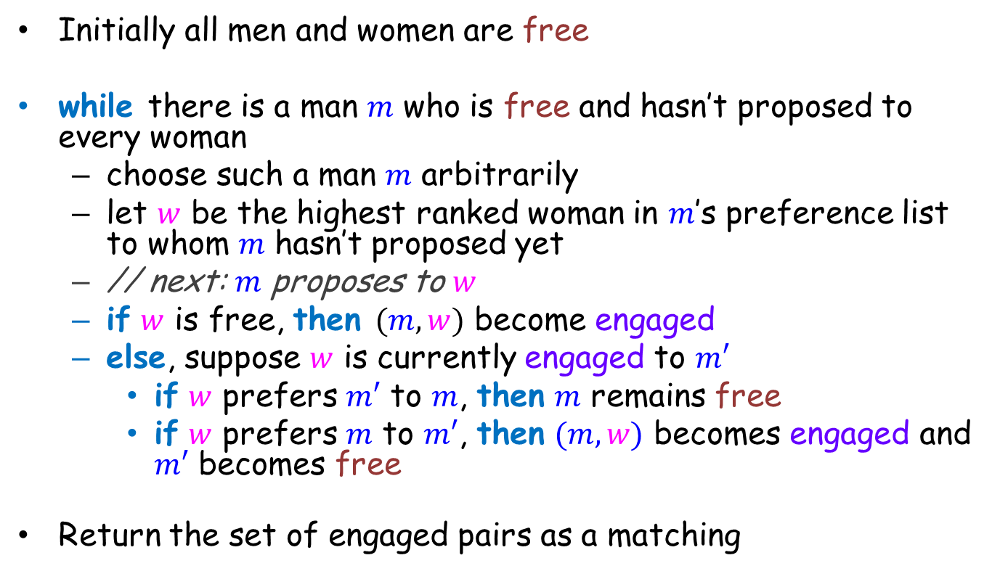 • Initially all men and women are free
• while there is a man m who is free and hasn't proposed to
every woman
– choose such a man m arbitrarily
– let w be the highest ranked woman in m's preference list
to whom m hasn't proposed yet
– // next: m proposes to w
– if w is free, then (m, w) become engaged
– else, suppose w is currently engaged to m′
• if w prefers m′ to m, then m remains free
• if w prefers m to m′, then (m, w) becomes engaged and
m′ becomes free
• Return the set of engaged pairs as a matching